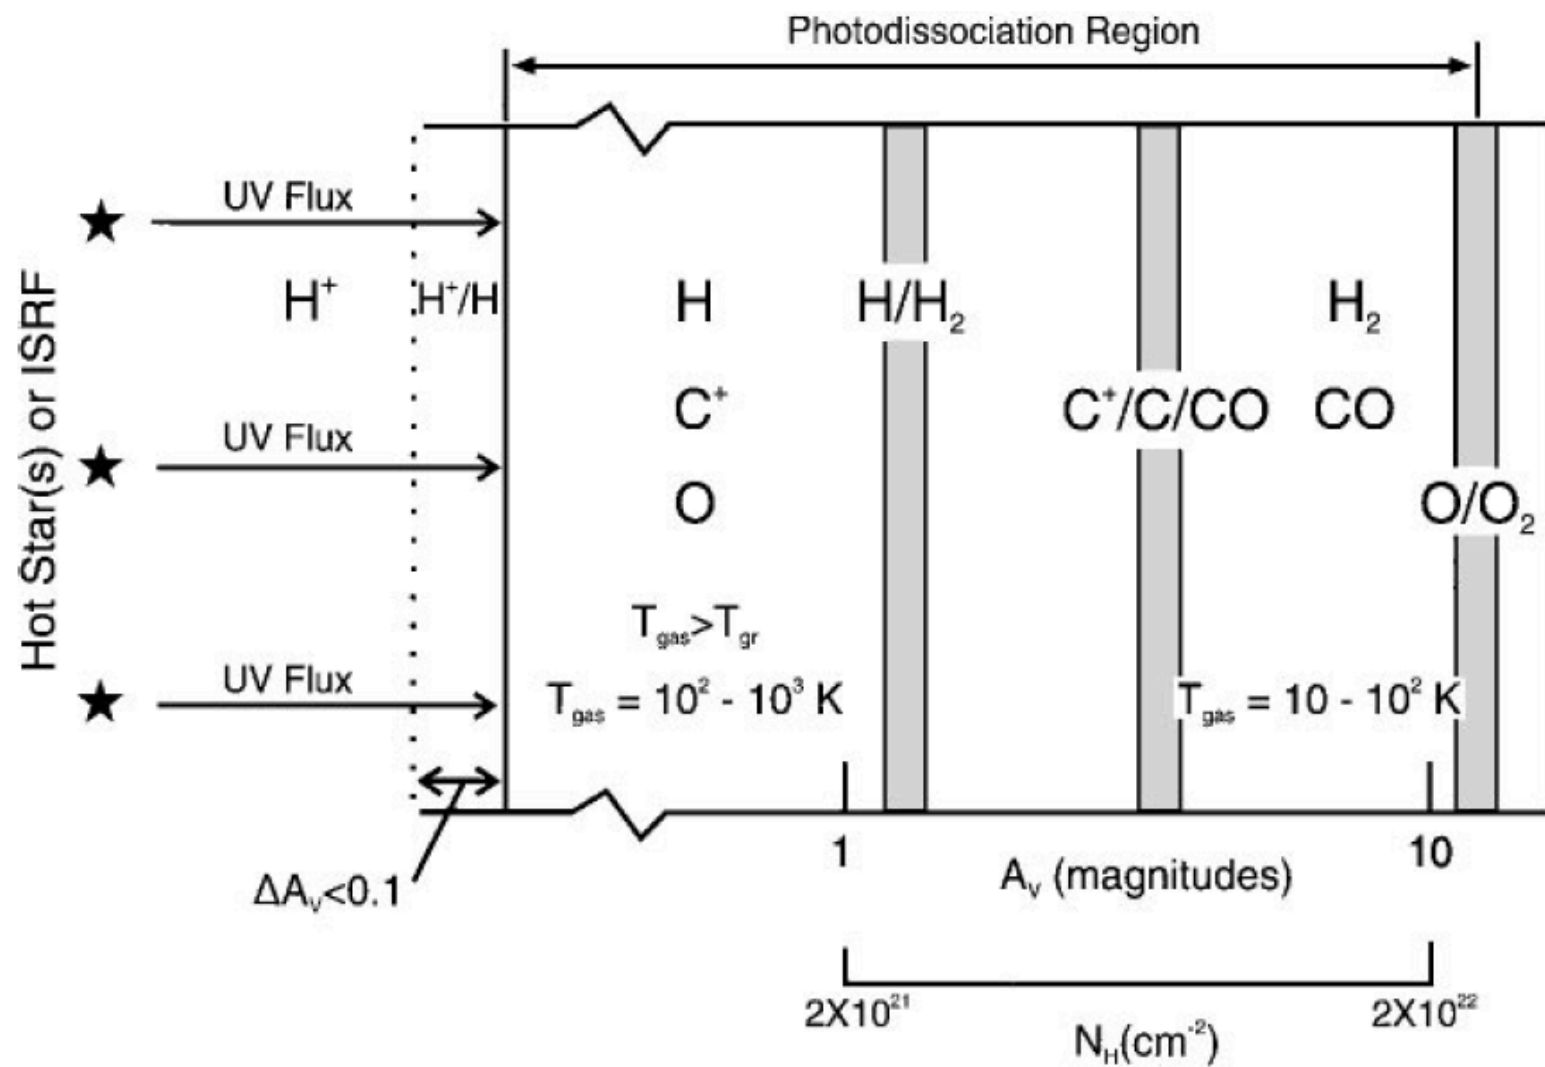 Photodissociation Region
Hot Star(s) or ISRF
UV Flux
H⁺
H⁺/H
H
H/H₂
H₂
C⁺
C⁺/C/CO
CO
UV Flux
O
O/O₂
T_gas>T_gr
UV Flux
T_gas = 10² - 10³ K
T_gas = 10 - 10² K
ΔA_v<0.1
1
10
A_v (magnitudes)
2X10²¹
2X10²²
N_H(cm⁻²)